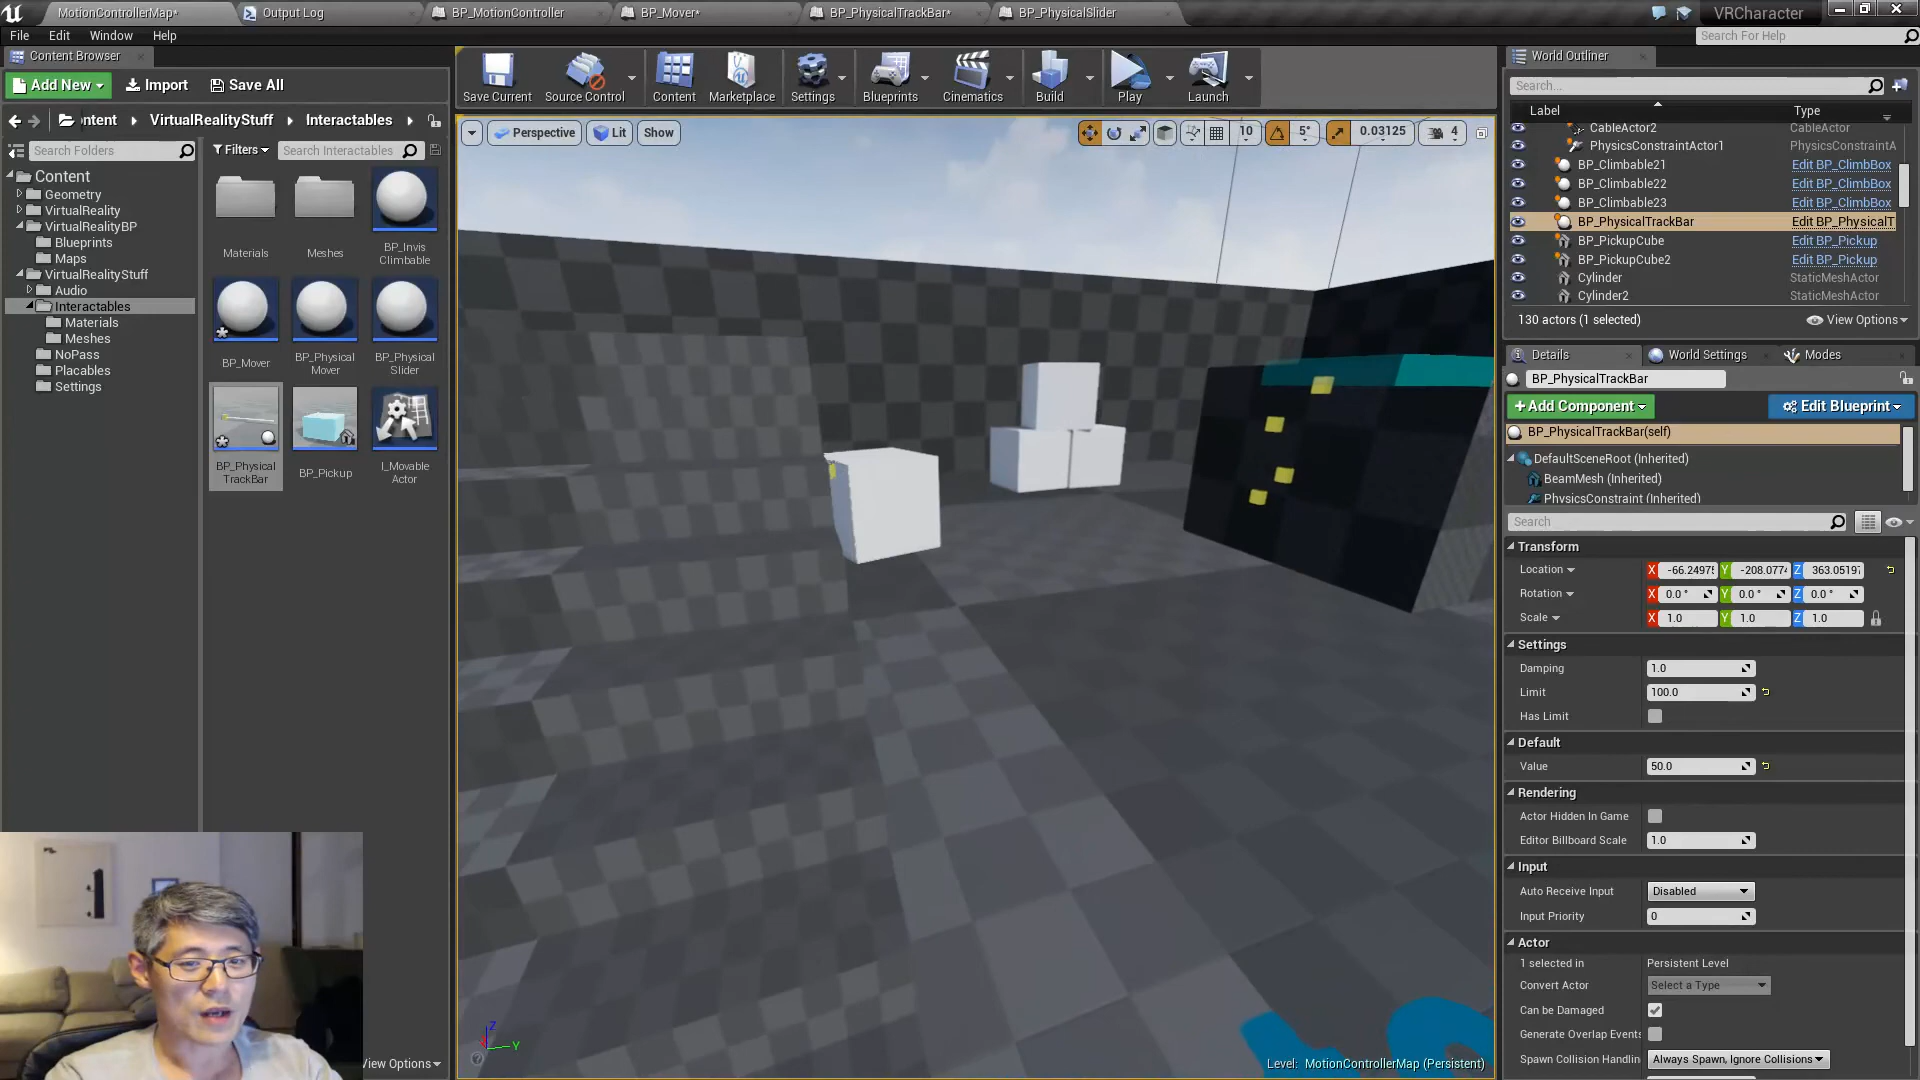 MotionControllerMap*
Output Log
BP_MotionController
BP_Mover*
BP_PhysicalTrackBar*
BP_PhysicalSlider
VRCharacter
File Edit Window Help
Search For Help
Content Browser
World Outliner
Add New
Import
Save All
Save Current
Source Control
Content
Marketplace
Settings
Blueprints
Cinematics
Build
Play
Launch
Search...
Label
Type
ontent
VirtualRealityStuff
Interactables
Search Folders
Filters
Search Interactables
Perspective
Lit
Show
10
5°
0.03125
4
CableActor2 CableActor
PhysicsConstraintActor1 PhysicsConstraintA
BP_Climbable21 Edit BP_ClimbBox
BP_Climbable22 Edit BP_ClimbBox
BP_Climbable23 Edit BP_ClimbBox
BP_PhysicalTrackBar Edit BP_PhysicalT
BP_PickupCube Edit BP_Pickup
BP_PickupCube2 Edit BP_Pickup
Cylinder StaticMeshActor
Cylinder2 StaticMeshActor
130 actors (1 selected)
View Options
Content
Geometry
VirtualReality
VirtualRealityBP
Blueprints
Maps
VirtualRealityStuff
Audio
Interactables
Materials
Meshes
NoPass
Placables
Settings
Materials
Meshes
BP_Invis
Climbable
BP_Mover
BP_Physical
Mover
BP_Physical
Slider
BP_Physical
TrackBar
BP_Pickup
I_Movable
Actor
Details
World Settings
Modes
BP_PhysicalTrackBar
Add Component
Edit Blueprint
BP_PhysicalTrackBar(self)
DefaultSceneRoot (Inherited)
BeamMesh (Inherited)
PhysicsConstraint (Inherited)
Search
Transform
Location X -66.24975 Y -208.0774 Z 363.05197
Rotation X 0.0 ° Y 0.0 ° Z 0.0 °
Scale X 1.0 Y 1.0 Z 1.0
Settings
Damping 1.0
Limit 100.0
Has Limit
Default
Value 50.0
Rendering
Actor Hidden In Game
Editor Billboard Scale 1.0
Input
Auto Receive Input Disabled
Input Priority 0
Actor
1 selected in Persistent Level
Convert Actor Select a Type
Can be Damaged
Generate Overlap Events
Spawn Collision Handlin Always Spawn, Ignore Collisions
View Options
Z
Y
Level: MotionControllerMap (Persistent)